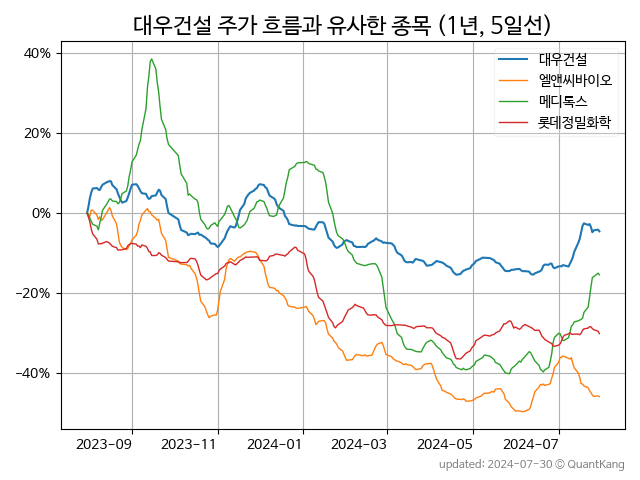 대우건설 주가 흐름과 유사한 종목 (1년, 5일선)
대우건설
엘앤씨바이오
메디톡스
롯데정밀화학
40%
20%
0%
−20%
−40%
2023-09 2023-11 2024-01 2024-03 2024-05 2024-07
updated: 2024-07-30 © QuantKang